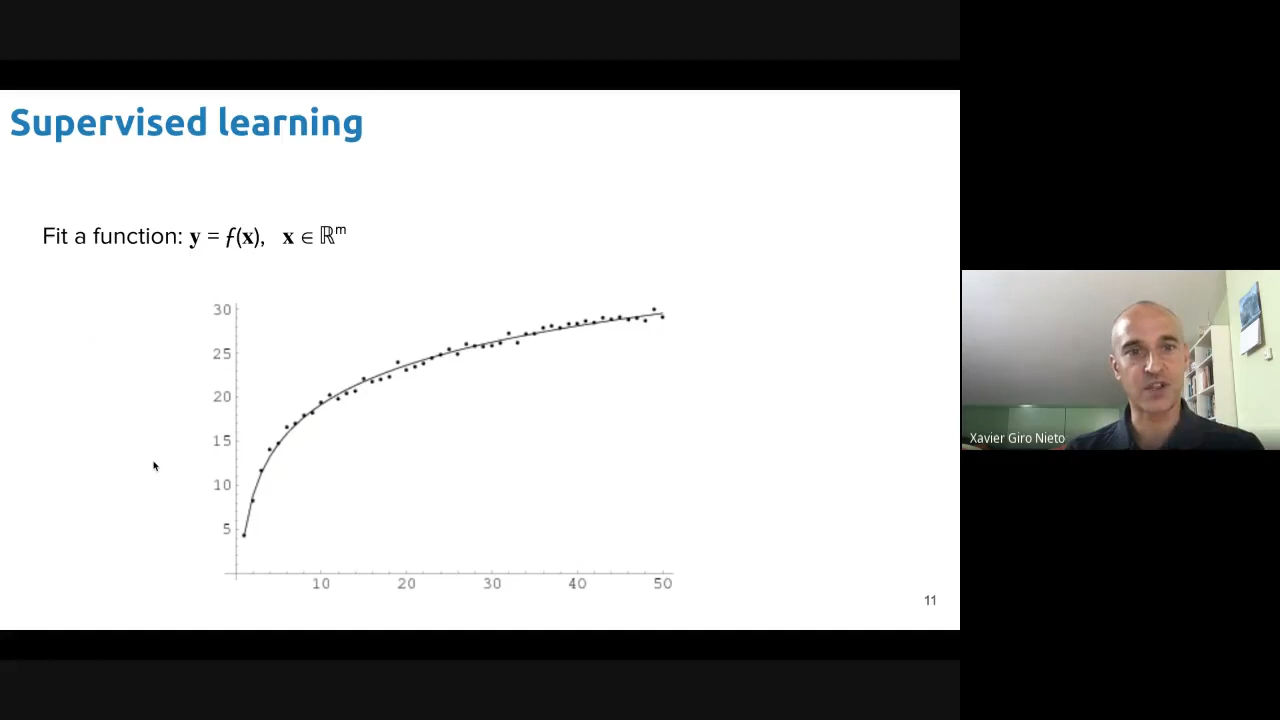 Supervised learning
Fit a function: y = f(x), x ∈ ℝᵐ
30
25
20
15
10
5
10 20 30 40 50
11
Xavier Giro Nieto